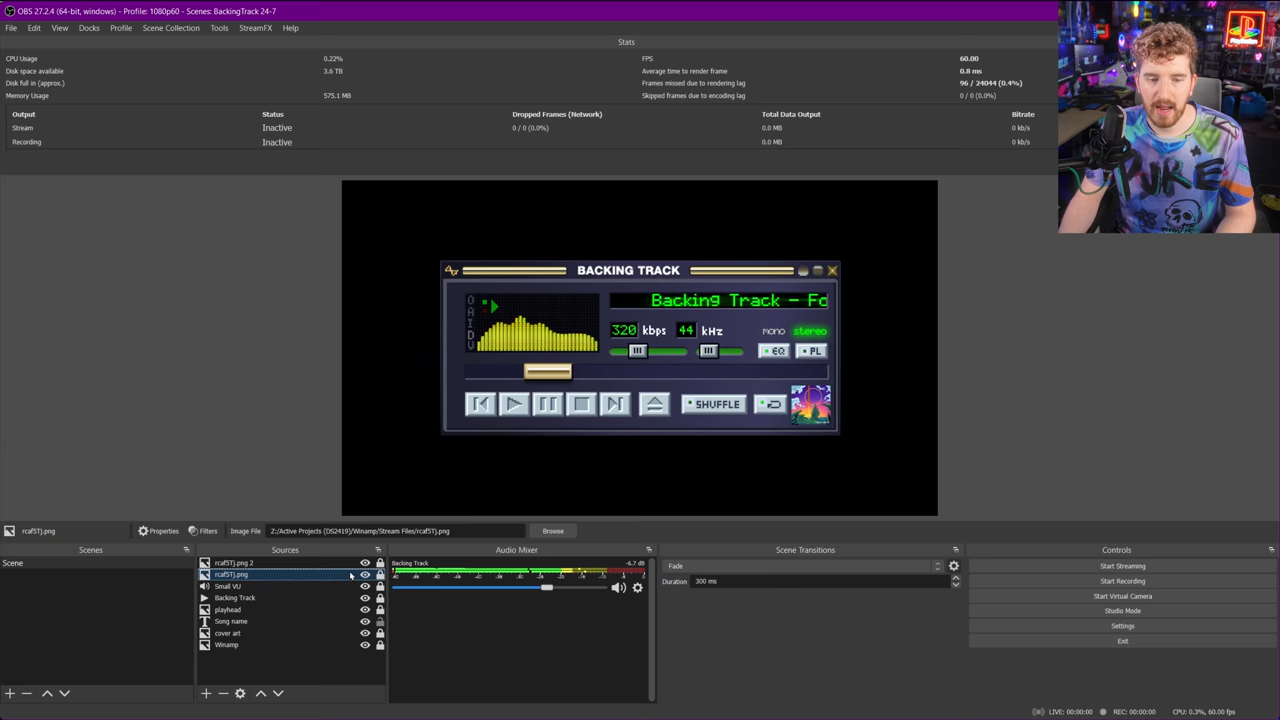 OBS 27.2.4 (64-bit, windows) - Profile: 1080p60 - Scenes: BackingTrack 24-7
File Edit View Docks Profile Scene Collection Tools StreamFX Help
Stats
CPU Usage 0.22% FPS 60.00
Disk space available 3.6 TB Average time to render frame 0.8 ms
Disk full in (approx.) Frames missed due to rendering lag 96 / 24044 (0.4%)
Memory Usage 575.1 MB Skipped frames due to encoding lag 0 / 0 (0.0%)
Output Status Dropped Frames (Network) Total Data Output Bitrate
Stream Inactive 0 / 0 (0.0%) 0.0 MB 0 kb/s
Recording Inactive 0.0 MB 0 kb/s
BACKING TRACK
OAIDV
Backing Track - Fo
320 kbps 44 kHz mono stereo
EQ PL
SHUFFLE
rcaf5Tj.png Properties Filters Image File Z:/Active Projects (DS2419)/Winamp/Stream Files/rcaf5Tj.png Browse
Scenes Sources Audio Mixer Scene Transitions Controls
Scene
rcaf5Tj.png 2
rcaf5Tj.png
Small VU
Backing Track
playhead
Song name
cover art
Winamp
Backing Track -6.7 dB
Fade
Duration 300 ms
Start Streaming
Start Recording
Start Virtual Camera
Studio Mode
Settings
Exit
LIVE: 00:00:00 REC: 00:00:00 CPU: 0.3%, 60.00 fps